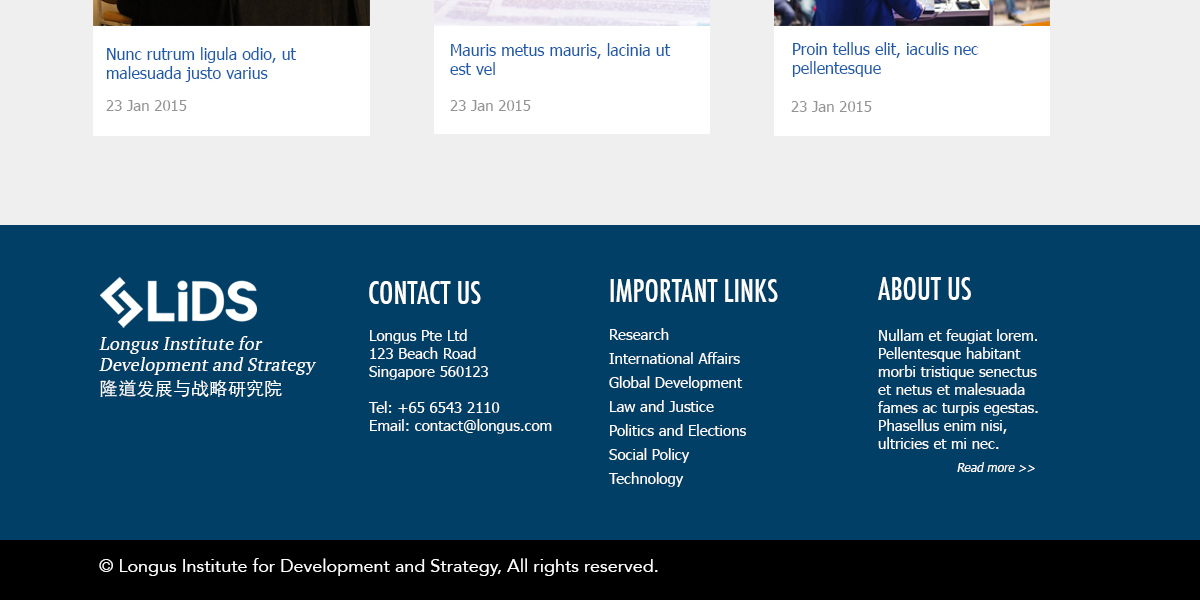 Nunc rutrum ligula odio, ut
malesuada justo varius
23 Jan 2015
Mauris metus mauris, lacinia ut
est vel
23 Jan 2015
Proin tellus elit, iaculis nec
pellentesque
23 Jan 2015
LiDS
Longus Institute for
Development and Strategy
隆道发展与战略研究院
CONTACT US
Longus Pte Ltd
123 Beach Road
Singapore 560123
Tel: +65 6543 2110
Email: contact@longus.com
IMPORTANT LINKS
Research
International Affairs
Global Development
Law and Justice
Politics and Elections
Social Policy
Technology
ABOUT US
Nullam et feugiat lorem.
Pellentesque habitant
morbi tristique senectus
et netus et malesuada
fames ac turpis egestas.
Phasellus enim nisi,
ultricies et mi nec.
Read more >>
© Longus Institute for Development and Strategy, All rights reserved.